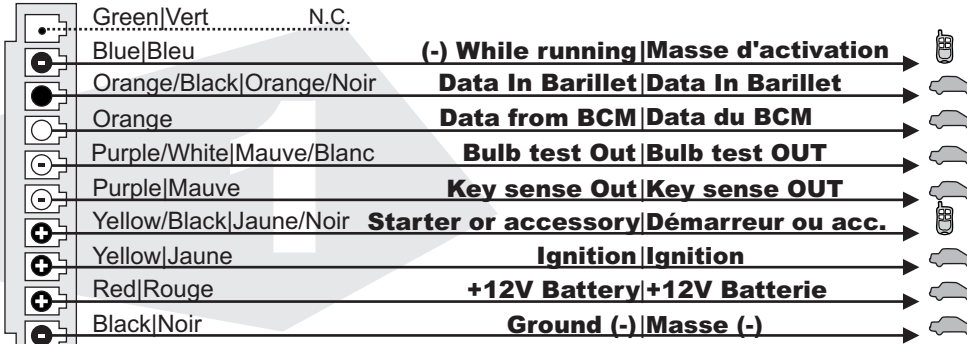 Green|Vert N.C.
Blue|Bleu (-) While running|Masse d'activation
Orange/Black|Orange/Noir Data In Barillet|Data In Barillet
Orange Data from BCM|Data du BCM
Purple/White|Mauve/Blanc Bulb test Out|Bulb test OUT
Purple|Mauve Key sense Out|Key sense OUT
Yellow/Black|Jaune/Noir Starter or accessory|Démarreur ou acc.
Yellow|Jaune Ignition|Ignition
Red|Rouge +12V Battery|+12V Batterie
Black|Noir Ground (-)|Masse (-)
1